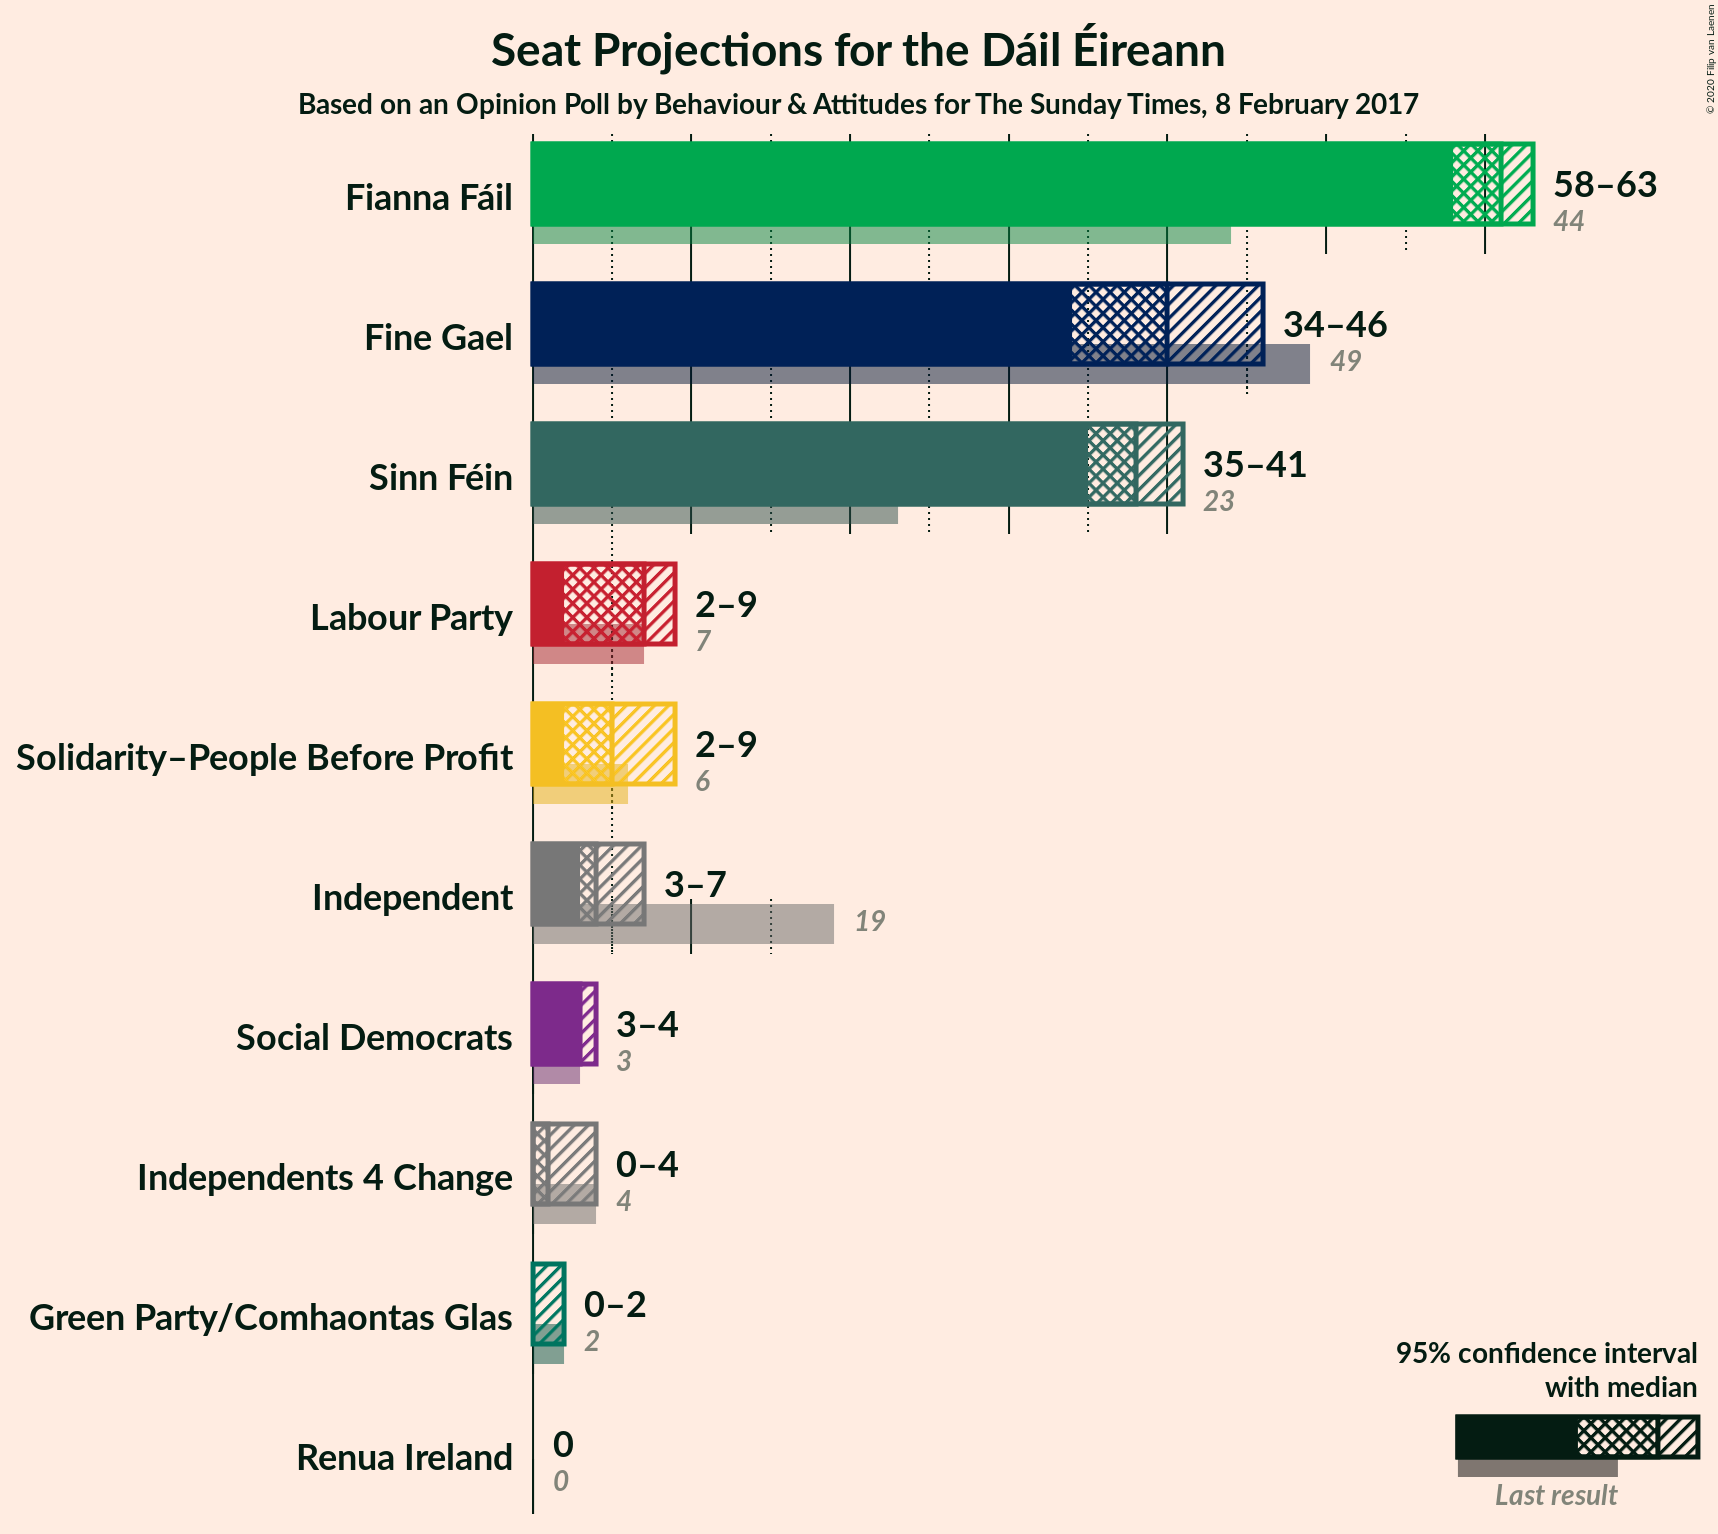 Seat Projections for the Dáil Éireann
Based on an Opinion Poll by Behaviour & Attitudes for The Sunday Times, 8 February 2017
© 2020 Filip van Laenen
Fianna Fáil
58–63
44
Fine Gael
34–46
49
Sinn Féin
35–41
23
Labour Party
2–9
7
Solidarity–People Before Profit
2–9
6
Independent
3–7
19
Social Democrats
3–4
3
Independents 4 Change
0–4
4
Green Party/Comhaontas Glas
0–2
2
Renua Ireland
0
0
95% confidence interval
with median
Last result